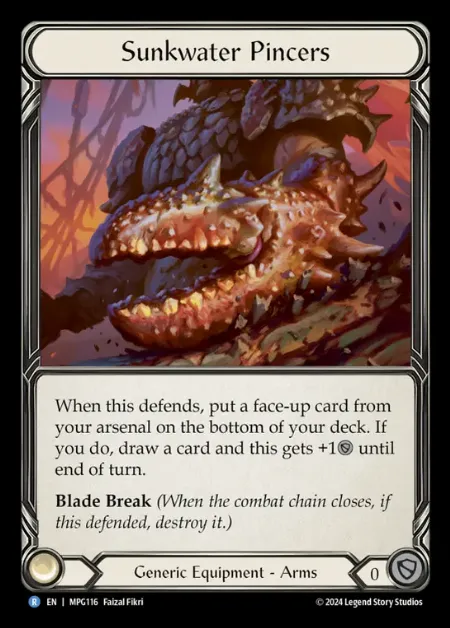 Sunkwater Pincers
When this defends, put a face-up card from
your arsenal on the bottom of your deck. If
you do, draw a card and this gets +1 until
end of turn.
Blade Break (When the combat chain closes, if
this defended, destroy it.)
Generic Equipment - Arms
0
R EN | MPG116 Faizal Fikri
© 2024 Legend Story Studios